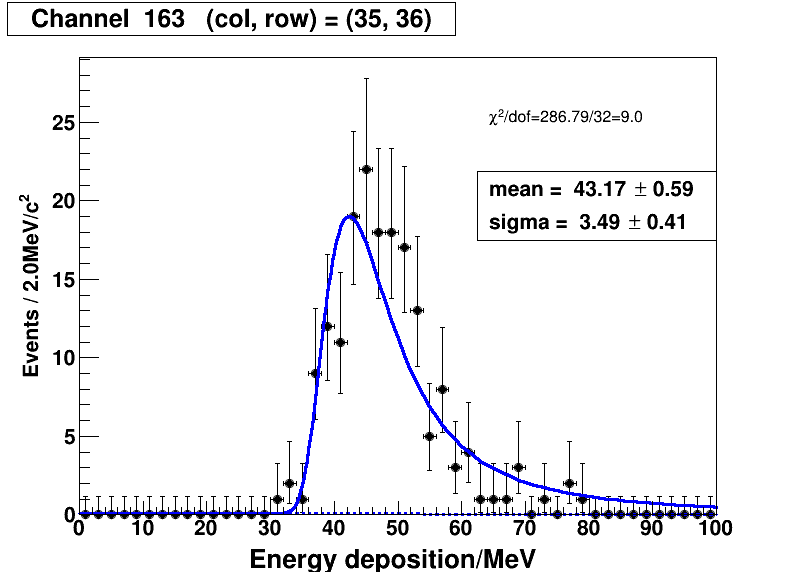 Channel 163 (col, row) = (35, 36)
χ²/dof=286.79/32=9.0
mean = 43.17 ± 0.59
sigma = 3.49 ± 0.41
Events / 2.0MeV/c²
25
20
15
10
5
0
0 10 20 30 40 50 60 70 80 90 100
Energy deposition/MeV